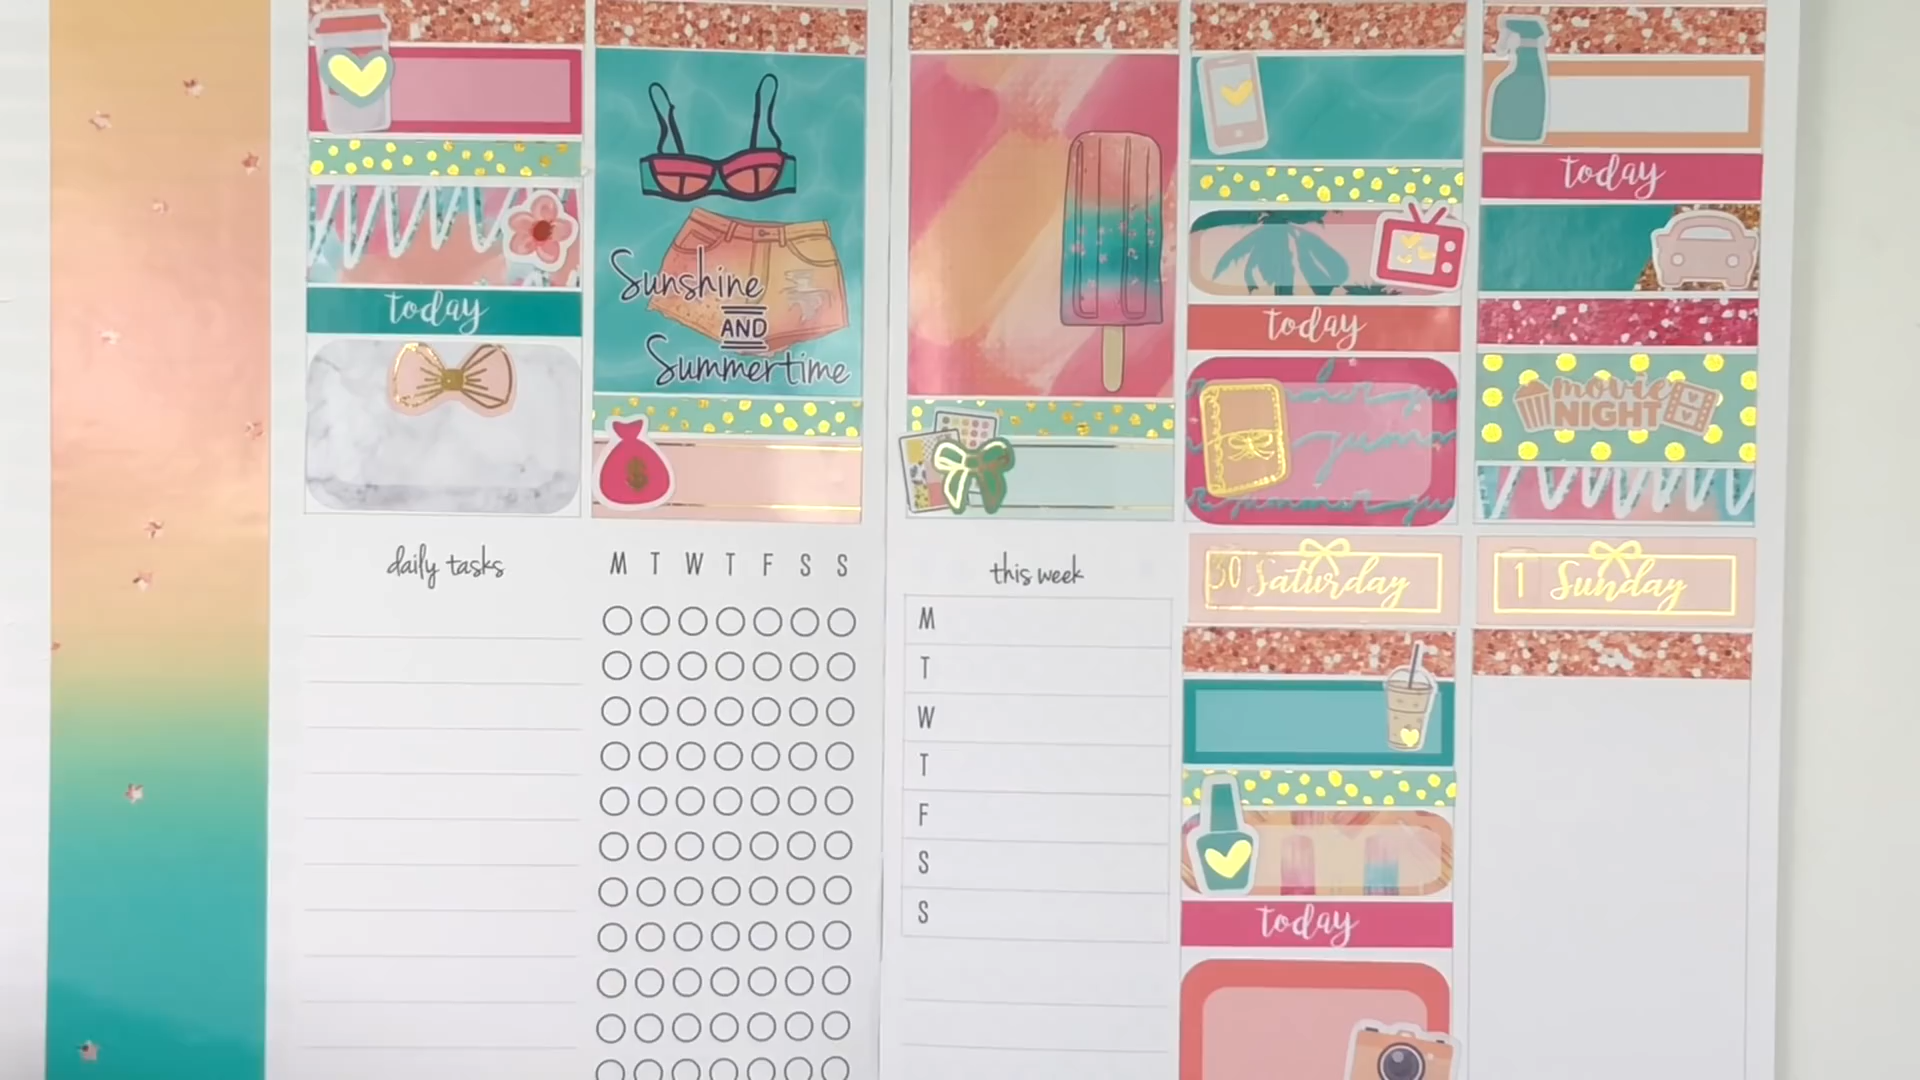 today
Sunshine
AND
Summertime
today
today
movie
NIGHT
daily tasks
M T W T F S S
this week
M
T
W
T
F
S
S
30 Saturday
1 Sunday
today
$